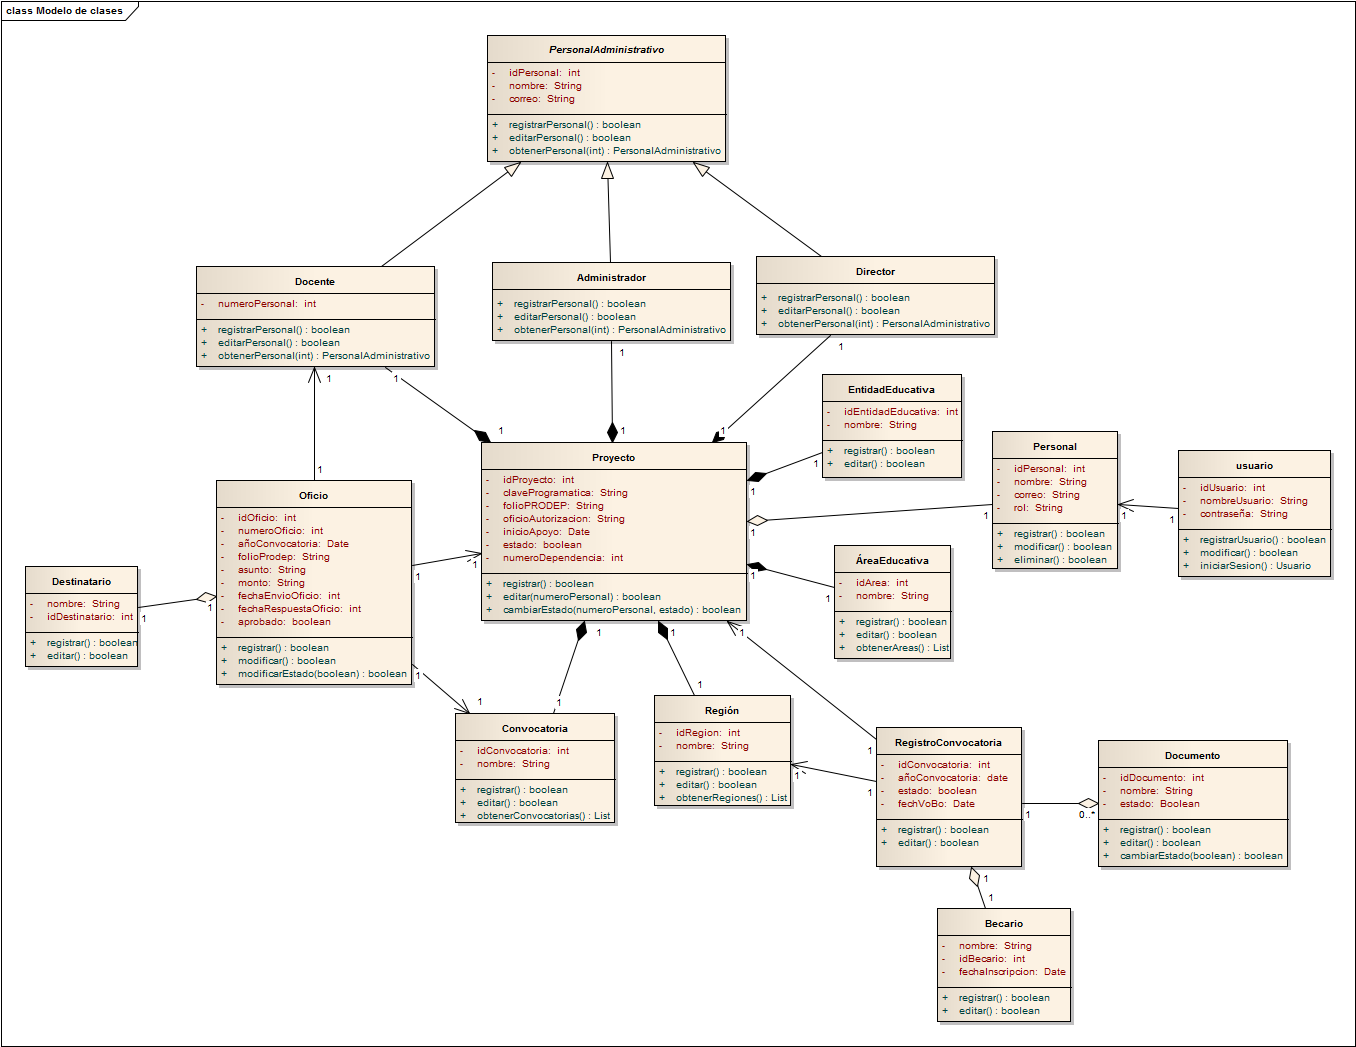 class Modelo de clases
PersonalAdministrativo
- idPersonal: int
- nombre: String
- correo: String
+ registrarPersonal() : boolean
+ editarPersonal() : boolean
+ obtenerPersonal(int) : PersonalAdministrativo
Docente
- numeroPersonal: int
+ registrarPersonal() : boolean
+ editarPersonal() : boolean
+ obtenerPersonal(int) : PersonalAdministrativo
Administrador
+ registrarPersonal() : boolean
+ editarPersonal() : boolean
+ obtenerPersonal(int) : PersonalAdministrativo
Director
+ registrarPersonal() : boolean
+ editarPersonal() : boolean
+ obtenerPersonal(int) : PersonalAdministrativo
1
1
1
1
1
1
1
1
EntidadEducativa
- idEntidadEducativa: int
- nombre: String
+ registrar() : boolean
+ editar() : boolean
1
1
Personal
- idPersonal: int
- nombre: String
- correo: String
- rol: String
+ registrar() : boolean
+ modificar() : boolean
+ eliminar() : boolean
1
1
usuario
- idUsuario: int
- nombreUsuario: String
- contraseña: String
+ registrarUsuario() : boolean
+ modificar() : boolean
+ iniciarSesion() : Usuario
1
1
Proyecto
- idProyecto: int
- claveProgramatica: String
- folioPRODEP: String
- oficioAutorizacion: String
- inicioApoyo: Date
- estado: boolean
- numeroDependencia: int
+ registrar() : boolean
+ editar(numeroPersonal) : boolean
+ cambiarEstado(numeroPersonal, estado) : boolean
Oficio
- idOficio: int
- numeroOficio: int
- añoConvocatoria: Date
- folioProdep: String
- asunto: String
- monto: String
- fechaEnvioOficio: int
- fechaRespuestaOficio: int
- aprobado: boolean
+ registrar() : boolean
+ modificar() : boolean
+ modificarEstado(boolean) : boolean
1
1
Destinatario
- nombre: String
- idDestinatario: int
+ registrar() : boolean
+ editar() : boolean
1
1
ÁreaEducativa
- idArea: int
- nombre: String
+ registrar() : boolean
+ editar() : boolean
+ obtenerAreas() : List
1
1
1
1
1
1
1
1
1
1
Convocatoria
- idConvocatoria: int
- nombre: String
+ registrar() : boolean
+ editar() : boolean
+ obtenerConvocatorias() : List
Región
- idRegion: int
- nombre: String
+ registrar() : boolean
+ editar() : boolean
+ obtenerRegiones() : List
1
1
RegistroConvocatoria
- idConvocatoria: int
- añoConvocatoria: date
- estado: boolean
- fechVoBo: Date
+ registrar() : boolean
+ editar() : boolean
1
0..*
Documento
- idDocumento: int
- nombre: String
- estado: Boolean
+ registrar() : boolean
+ editar() : boolean
+ cambiarEstado(boolean) : boolean
1
1
Becario
- nombre: String
- idBecario: int
- fechaInscripcion: Date
+ registrar() : boolean
+ editar() : boolean